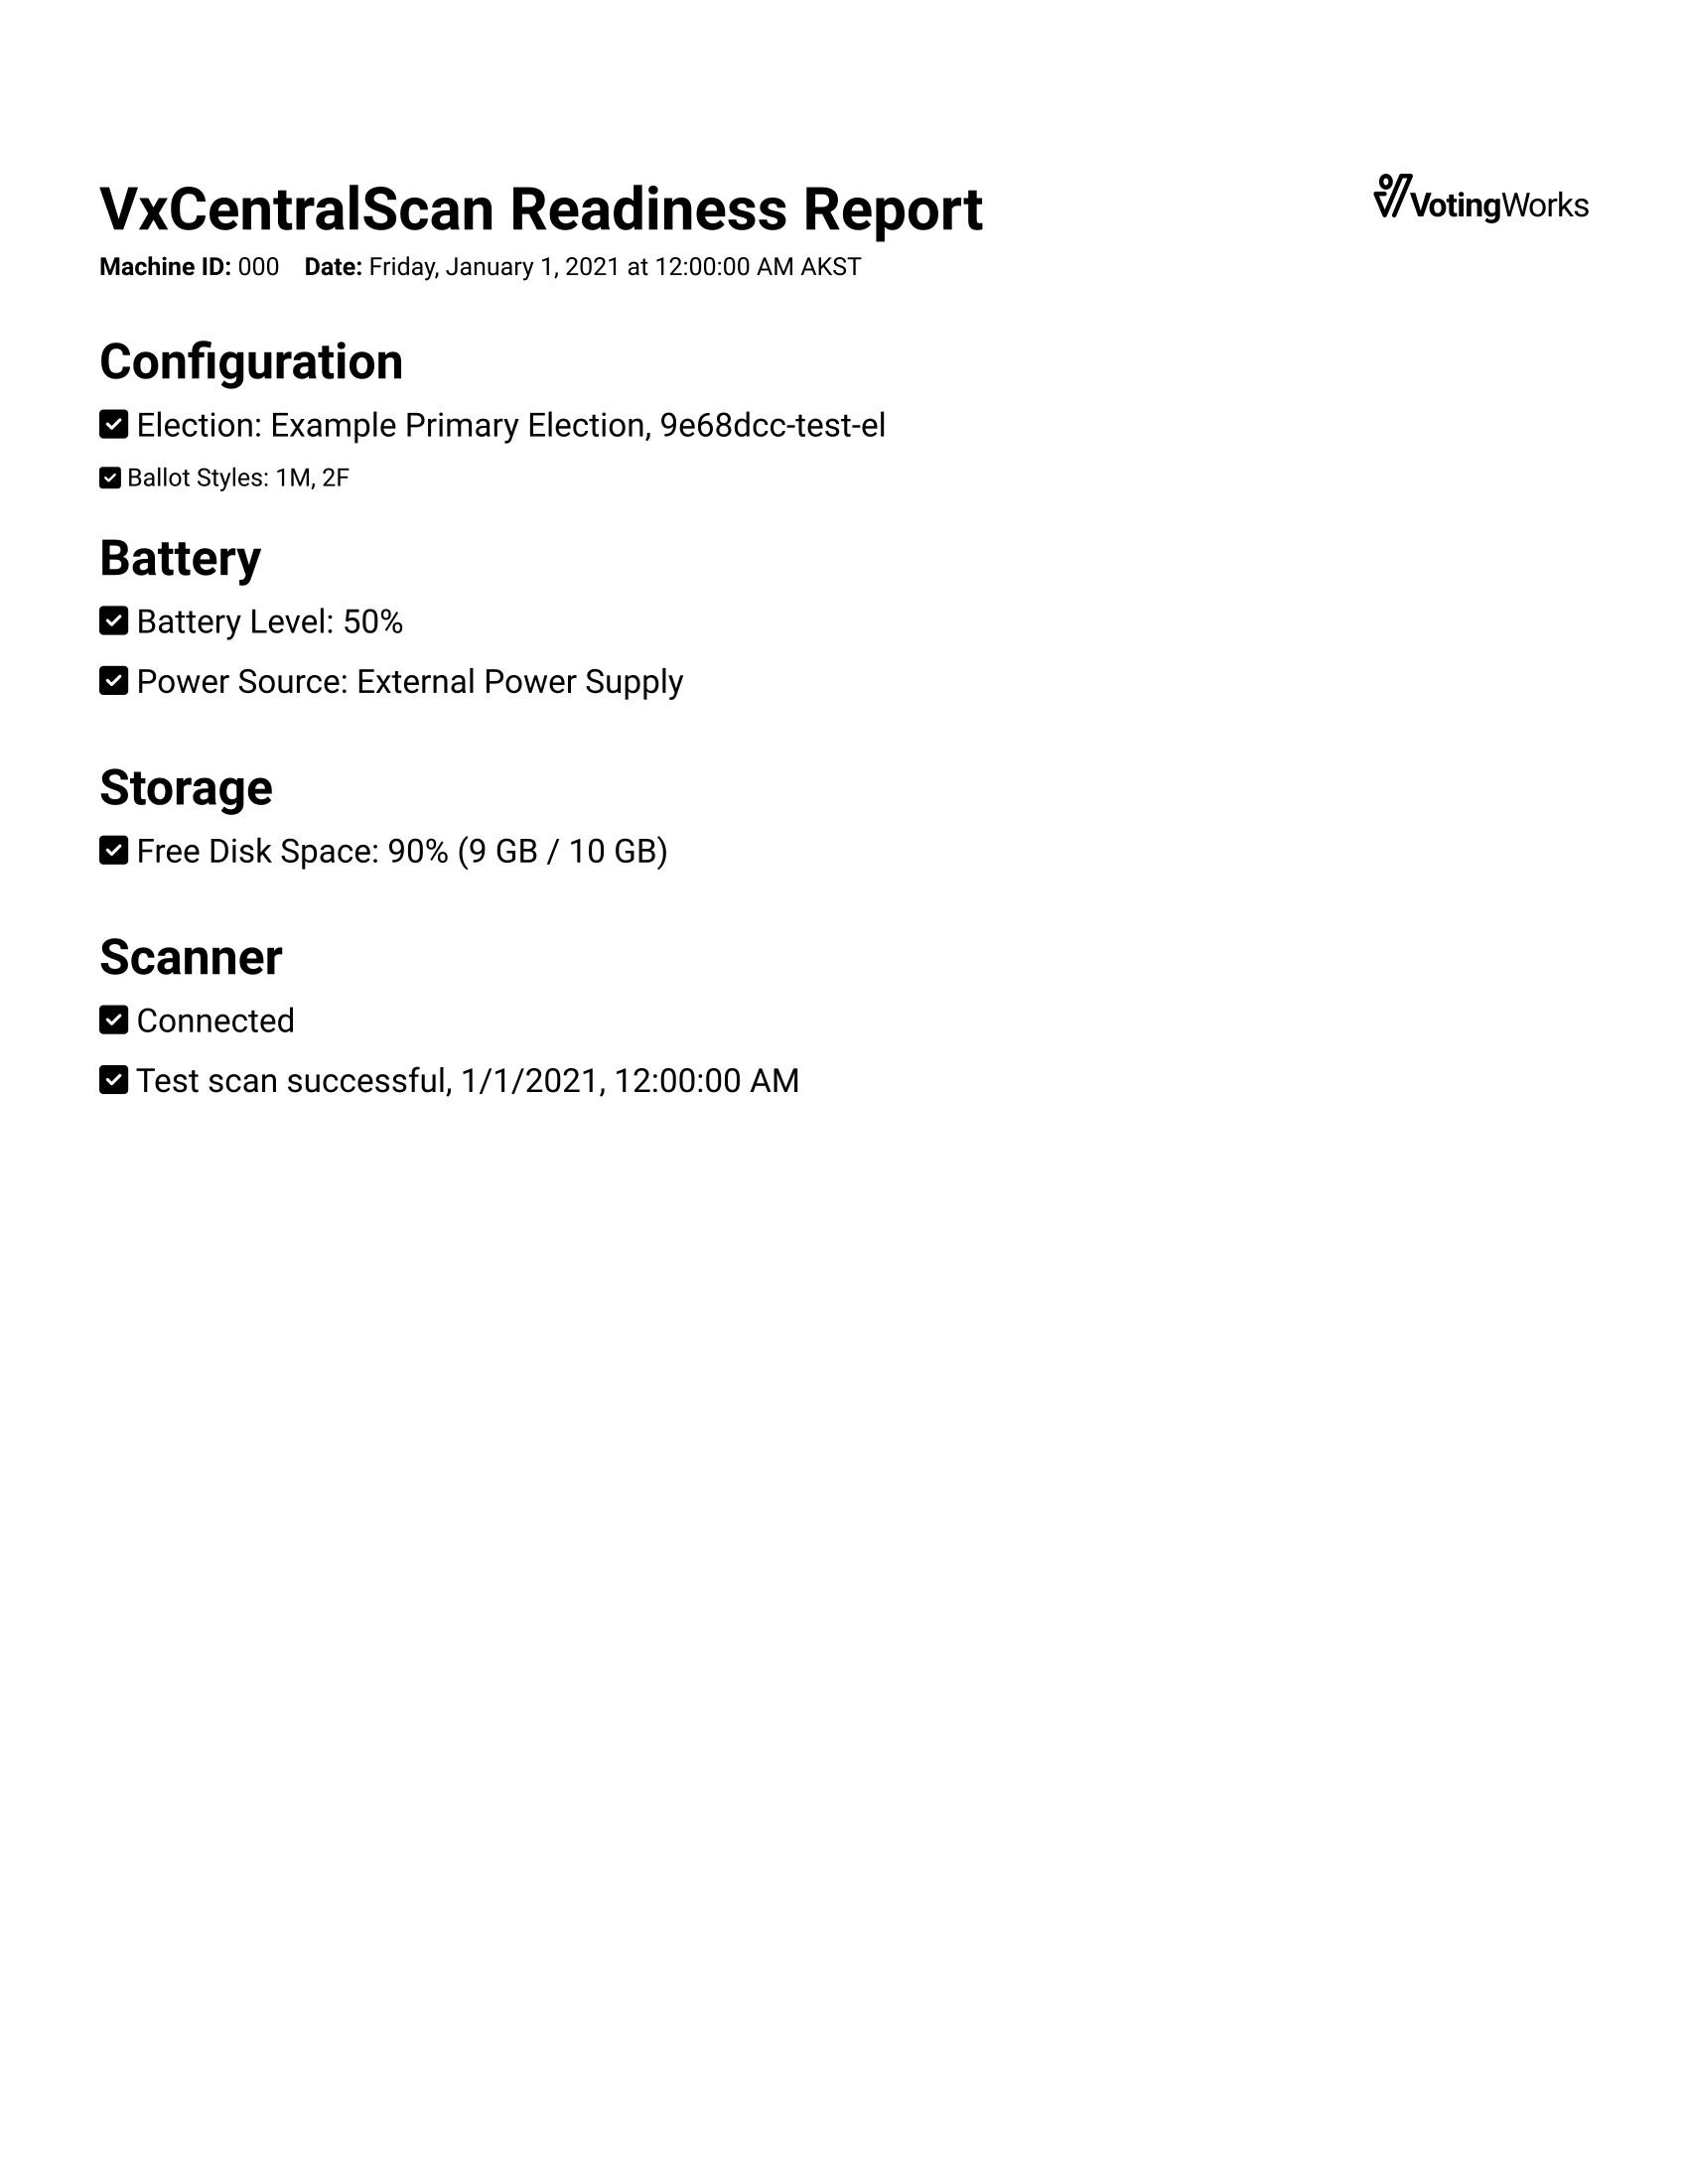 VxCentralScan Readiness Report
VotingWorks
Machine ID: 000 Date: Friday, January 1, 2021 at 12:00:00 AM AKST
Configuration
Election: Example Primary Election, 9e68dcc-test-el
Ballot Styles: 1M, 2F
Battery
Battery Level: 50%
Power Source: External Power Supply
Storage
Free Disk Space: 90% (9 GB / 10 GB)
Scanner
Connected
Test scan successful, 1/1/2021, 12:00:00 AM